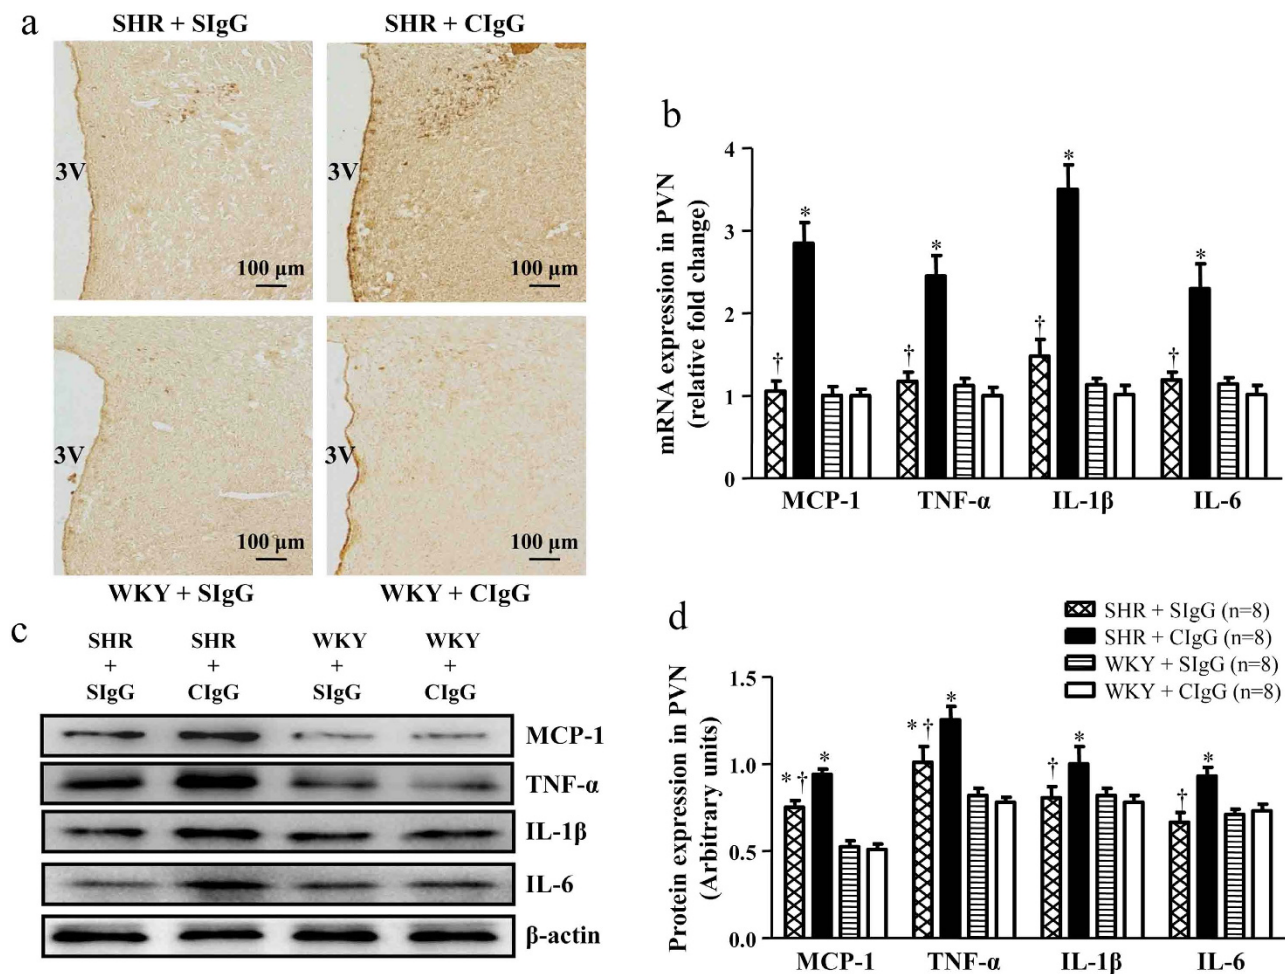 a
SHR + SIgG
SHR + CIgG
3V
100 µm
3V
100 µm
3V
100 µm
3V
100 µm
WKY + SIgG
WKY + CIgG
b
mRNA expression in PVN
(relative fold change)
4
3
2
1
0
†
*
†
*
†
*
†
*
MCP-1
TNF-α
IL-1β
IL-6
c
SHR
+
SIgG
SHR
+
CIgG
WKY
+
SIgG
WKY
+
CIgG
MCP-1
TNF-α
IL-1β
IL-6
β-actin
d
SHR + SIgG (n=8)
SHR + CIgG (n=8)
WKY + SIgG (n=8)
WKY + CIgG (n=8)
Protein expression in PVN
(Arbitrary units)
1.5
1.0
0.5
0.0
*†
*
*†
*
†
*
†
*
MCP-1
TNF-α
IL-1β
IL-6